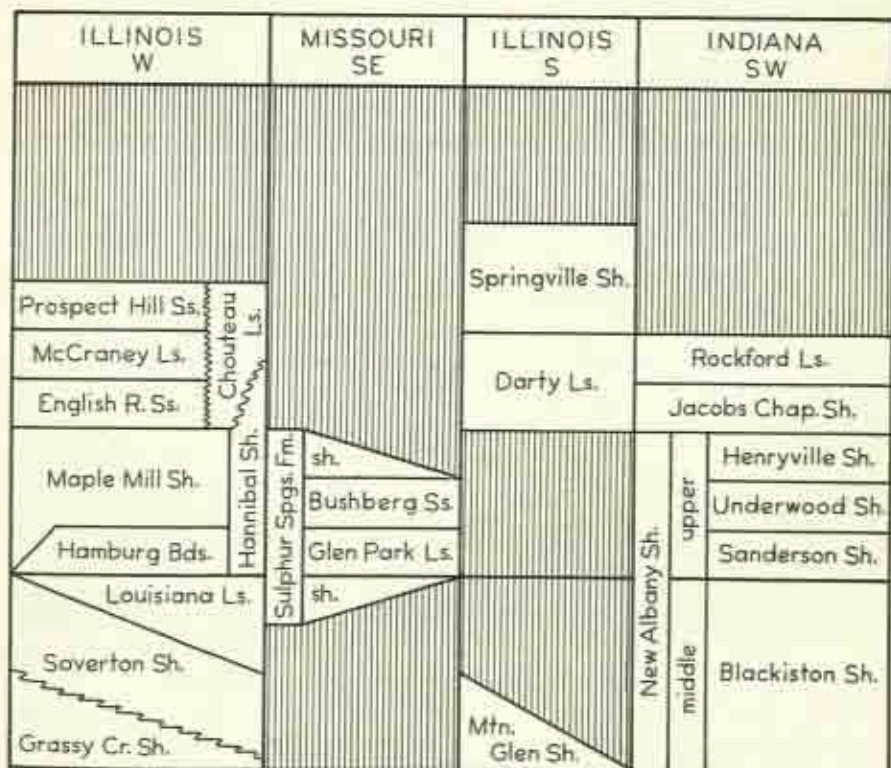 ILLINOIS
W
MISSOURI
SE
ILLINOIS
S
INDIANA
SW
Prospect Hill Ss.
McCraney Ls.
English R. Ss.
Chouteau
Ls.
Maple Mill Sh.
Hamburg Bds.
Hannibal Sh.
Louisiana Ls.
Saverton Sh.
Grassy Cr. Sh.
Sulphur Spgs. Fm.
sh.
Bushberg Ss.
Glen Park Ls.
sh.
Springville Sh.
Darty Ls.
Mtn.
Glen Sh.
Rockford Ls.
Jacobs Chap. Sh.
New Albany Sh.
upper
Henryville Sh.
Underwood Sh.
Sanderson Sh.
middle
Blackiston Sh.